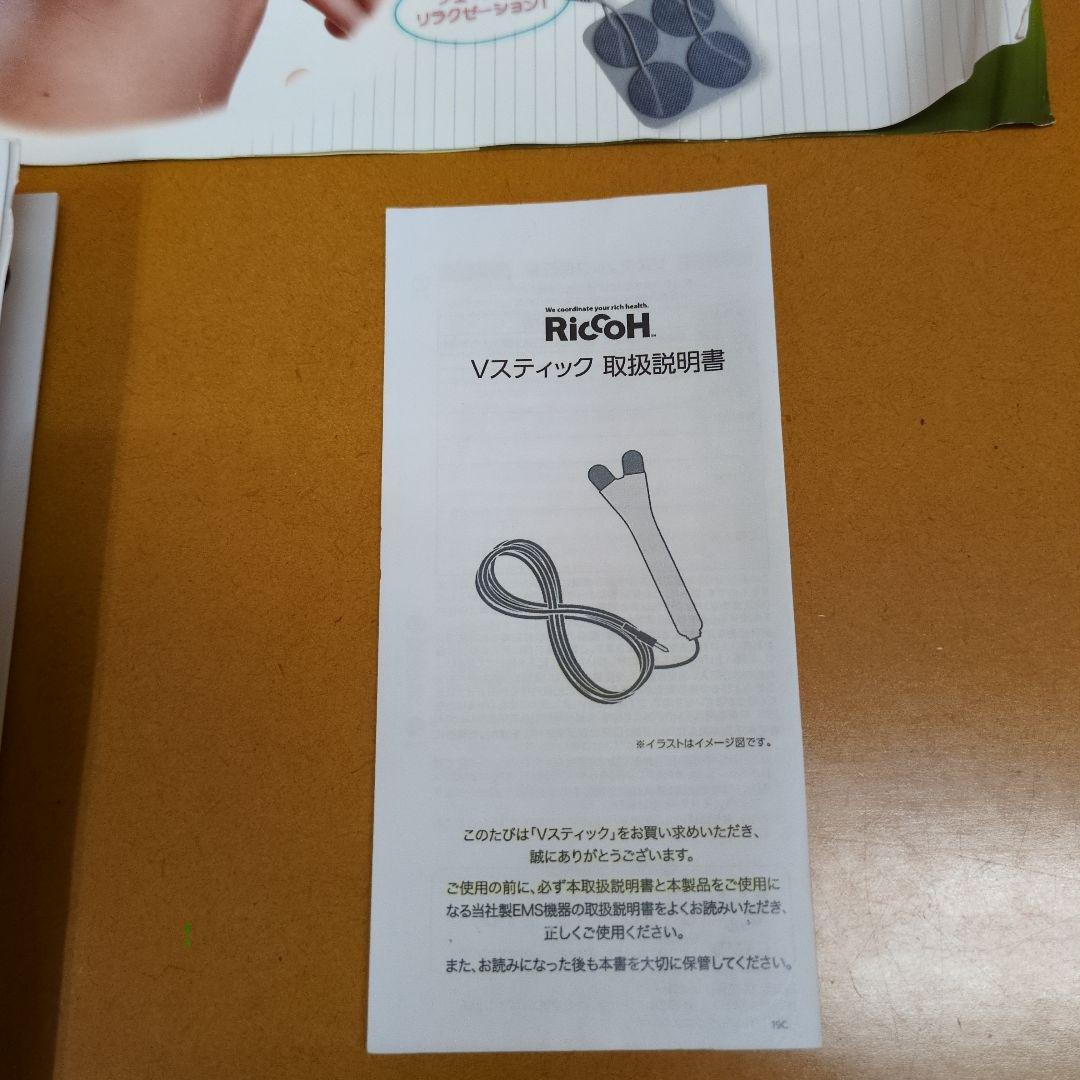 リラクゼーション!
We coordinate your rich health.
RiCCoH™
Vスティック 取扱説明書
※イラストはイメージ図です。
このたびは「Vスティック」をお買い求めいただき、
誠にありがとうございます。
ご使用の前に、必ず本取扱説明書と本製品をご使用に
なる当社製EMS機器の取扱説明書をよくお読みいただき、
正しくご使用ください。
また、お読みになった後も本書を大切に保管してください。
19C